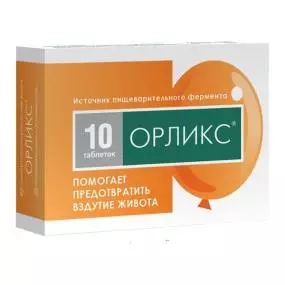 Источник пищеварительного фермента
10
таблеток
ОРЛИКС®
ПОМОГАЕТ
ПРЕДОТВРАТИТЬ
ВЗДУТИЕ ЖИВОТА
ОРЛИКС®